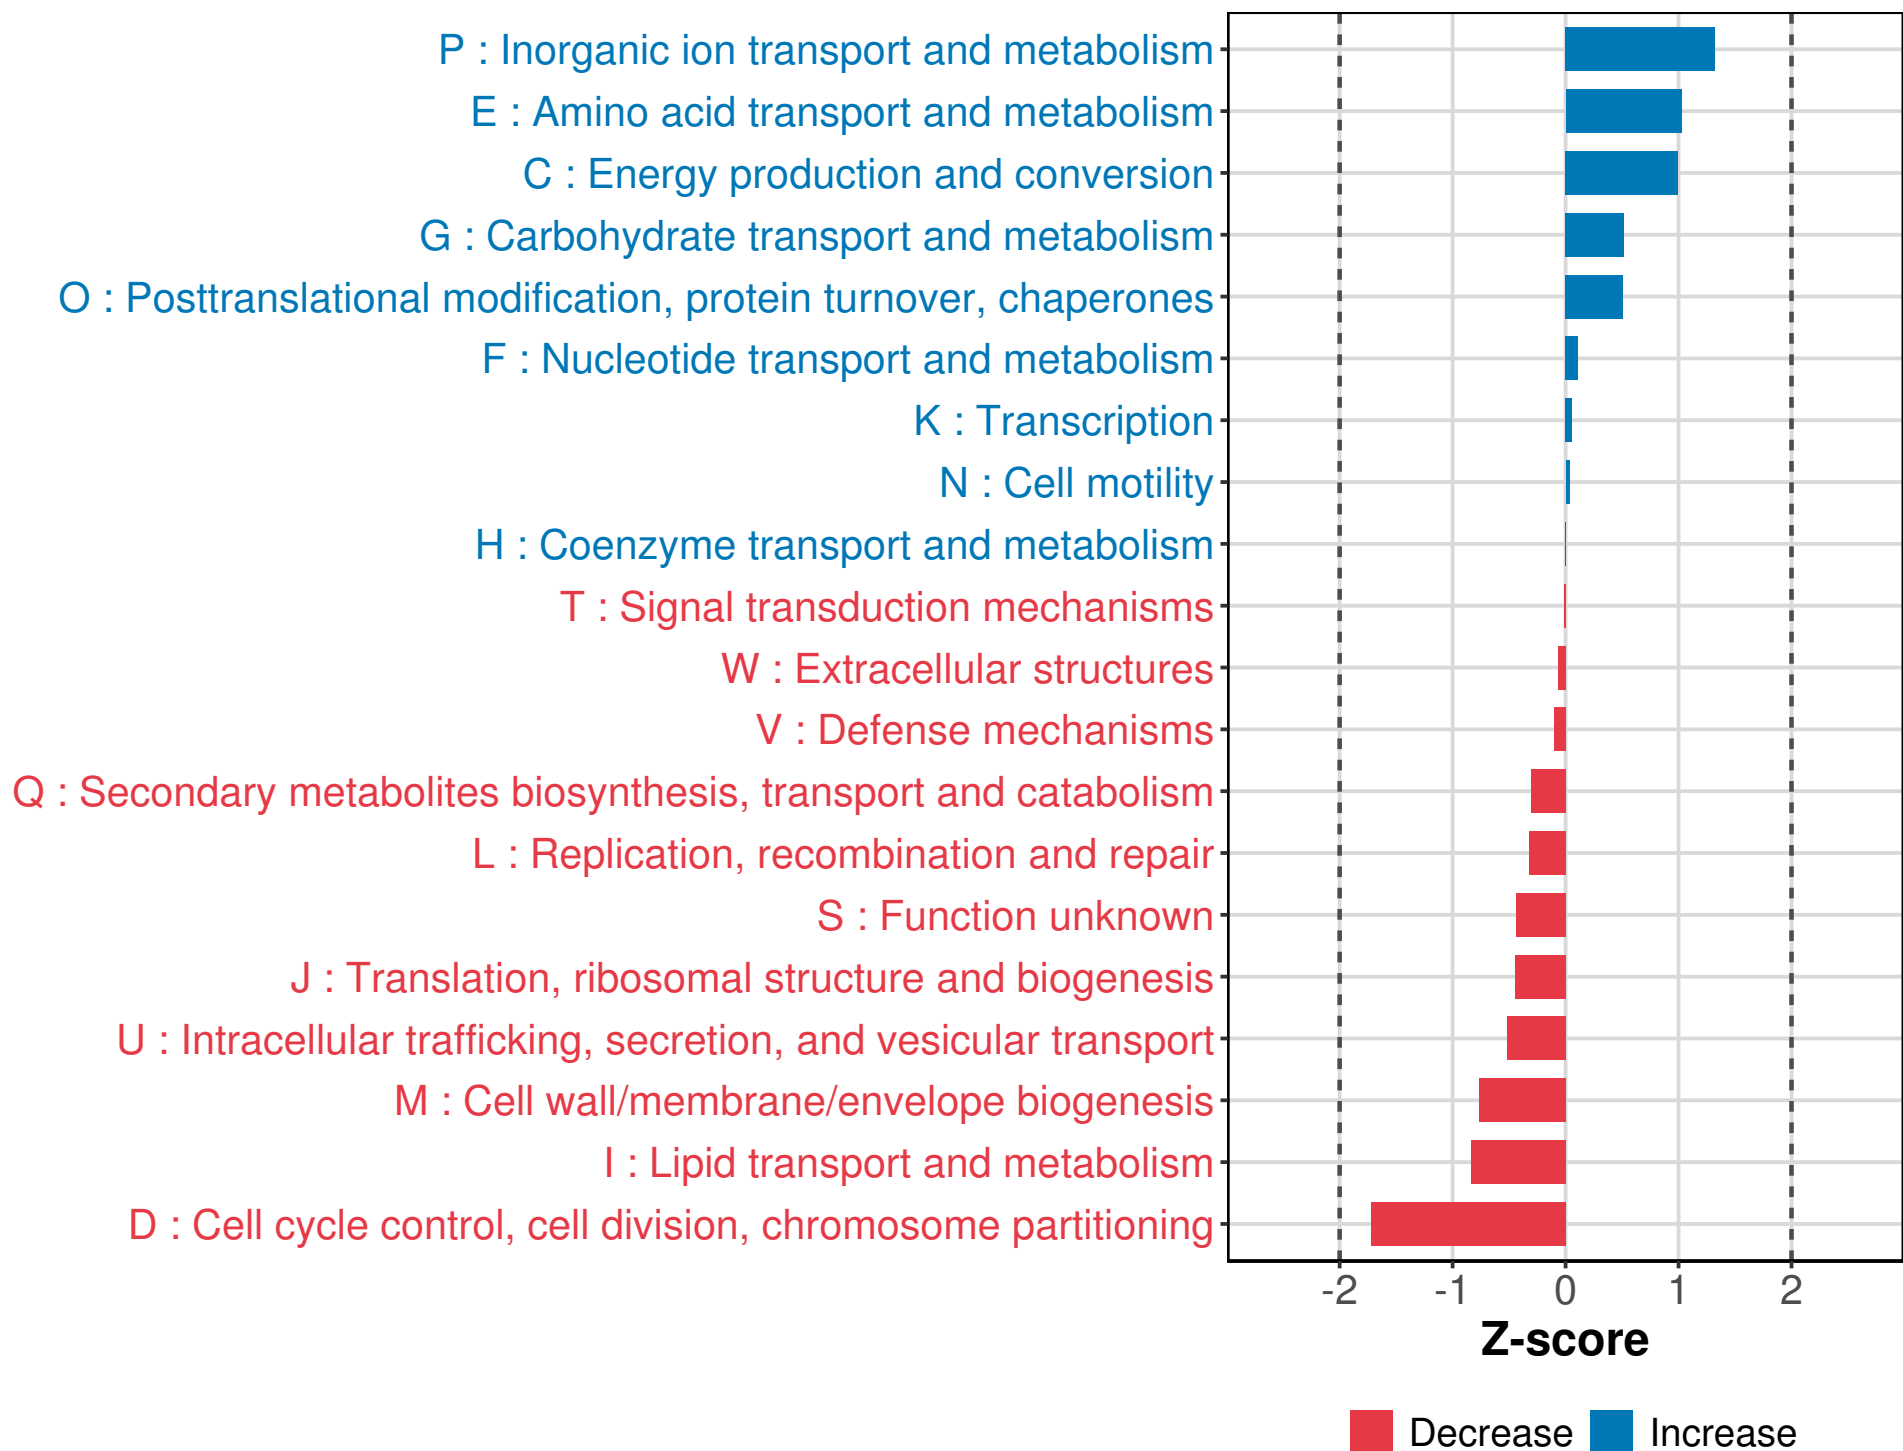 P : Inorganic ion transport and metabolism
E : Amino acid transport and metabolism
C : Energy production and conversion
G : Carbohydrate transport and metabolism
O : Posttranslational modification, protein turnover, chaperones
F : Nucleotide transport and metabolism
K : Transcription
N : Cell motility
H : Coenzyme transport and metabolism
T : Signal transduction mechanisms
W : Extracellular structures
V : Defense mechanisms
Q : Secondary metabolites biosynthesis, transport and catabolism
L : Replication, recombination and repair
S : Function unknown
J : Translation, ribosomal structure and biogenesis
U : Intracellular trafficking, secretion, and vesicular transport
M : Cell wall/membrane/envelope biogenesis
I : Lipid transport and metabolism
D : Cell cycle control, cell division, chromosome partitioning
-2 -1 0 1 2
Z-score
Decrease Increase